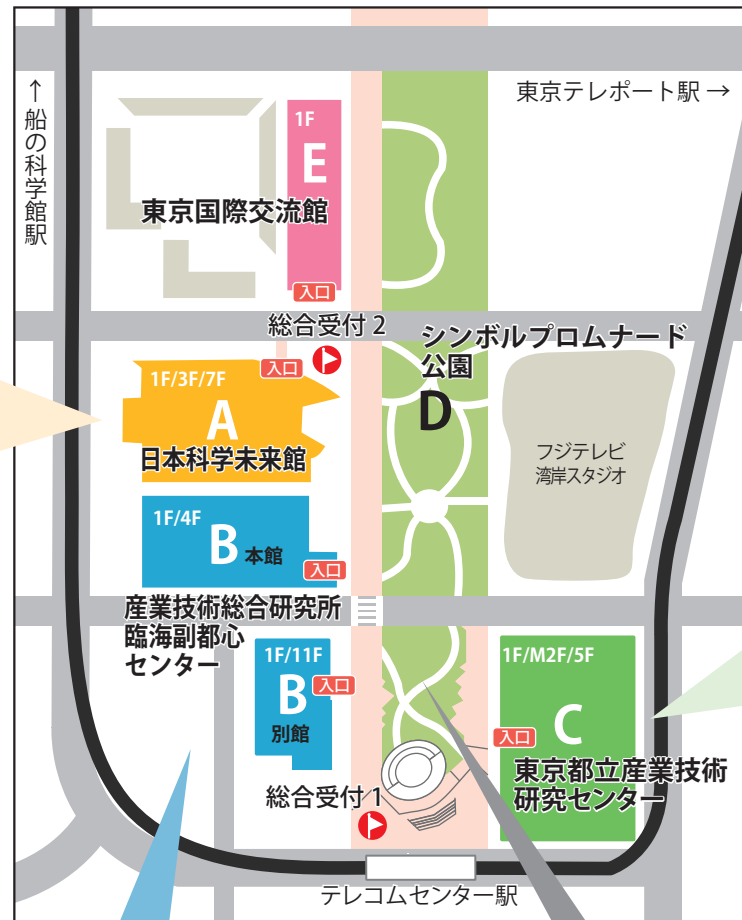 東京テレポート駅 →
↑船の科学館駅
1F
E
東京国際交流館
入口
総合受付 2
シンボルプロムナード
公園
D
入口
1F/3F/7F
A
日本科学未来館
フジテレビ
湾岸スタジオ
1F/4F
B 本館
入口
産業技術総合研究所
臨海副都心
センター
1F/11F
B
別館
入口
1F/M2F/5F
C
入口
東京都立産業技術
研究センター
総合受付 1
テレコムセンター駅